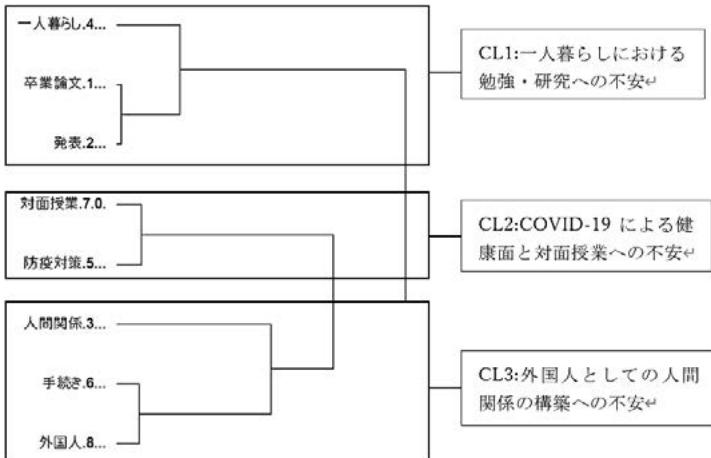 一人暮らし.4...
卒業論文.1...
発表.2...
CL1:一人暮らしにおける
勉強・研究への不安↵
対面授業.7.0.
防疫対策.5...
CL2:COVID-19 による健
康面と対面授業への不安↵
人間関係.3...
手続き.6...
外国人.8...
CL3:外国人としての人間
関係の構築への不安↵